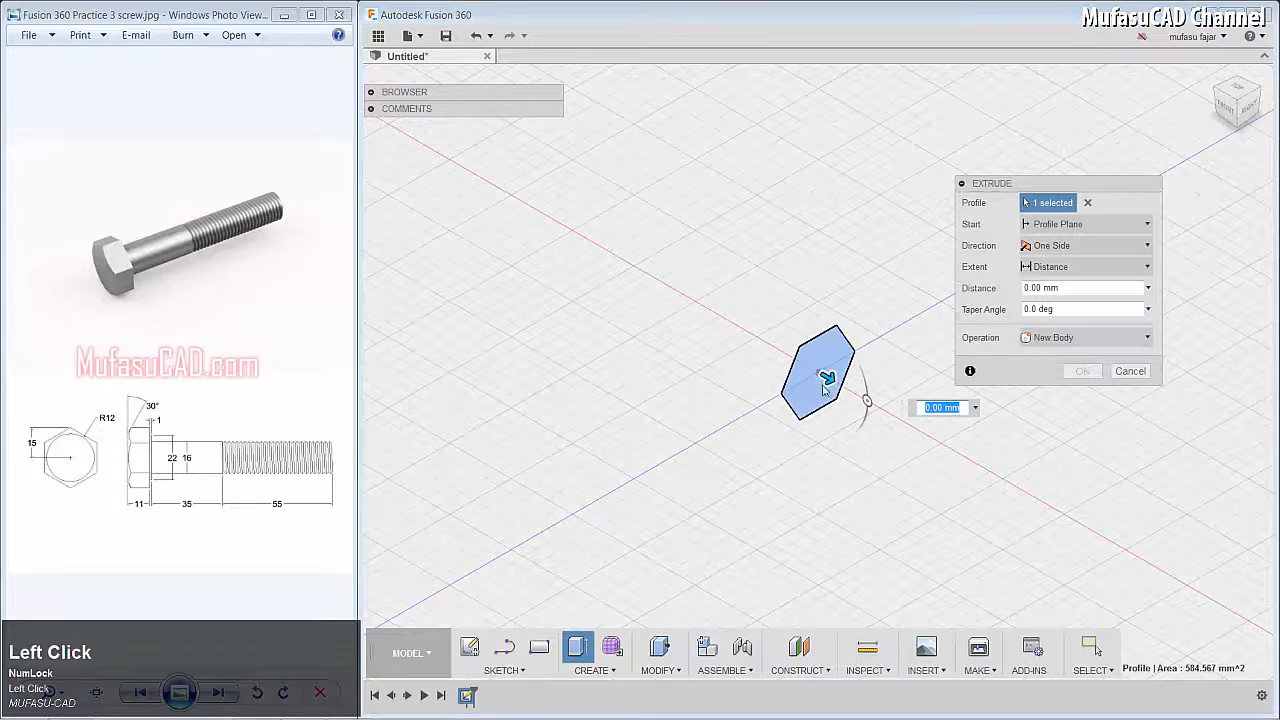 Fusion 360 Practic 3 screw.jpg - Windows Photo View...
File Print E-mail Burn Open
MufasuCAD.com
R12
15
30°
1
22 16
11 35 55
Left Click
NumLock
Left Click
MUFASU-CAD
Autodesk Fusion 360
MufasuCAD Channel
mufasu fajar
Untitled*
BROWSER
COMMENTS
TOP
FRONT RIGHT
EXTRUDE
Profile 1 selected
Start Profile Plane
Direction One Side
Extent Distance
Distance 0.00 mm
Taper Angle 0.0 deg
Operation New Body
OK Cancel
0.00 mm
MODEL
SKETCH CREATE MODIFY ASSEMBLE CONSTRUCT INSPECT INSERT MAKE ADD-INS SELECT
Profile | Area : 584.567 mm^2